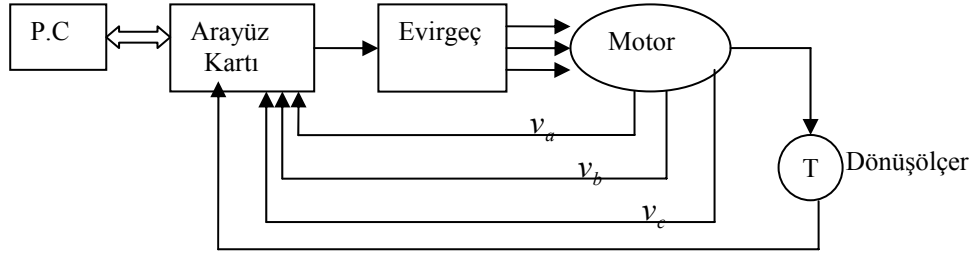 P.C
Arayüz
Kartı
Evirgeç
Motor
v_a
T
Dönüşölçer
v_b
v_c